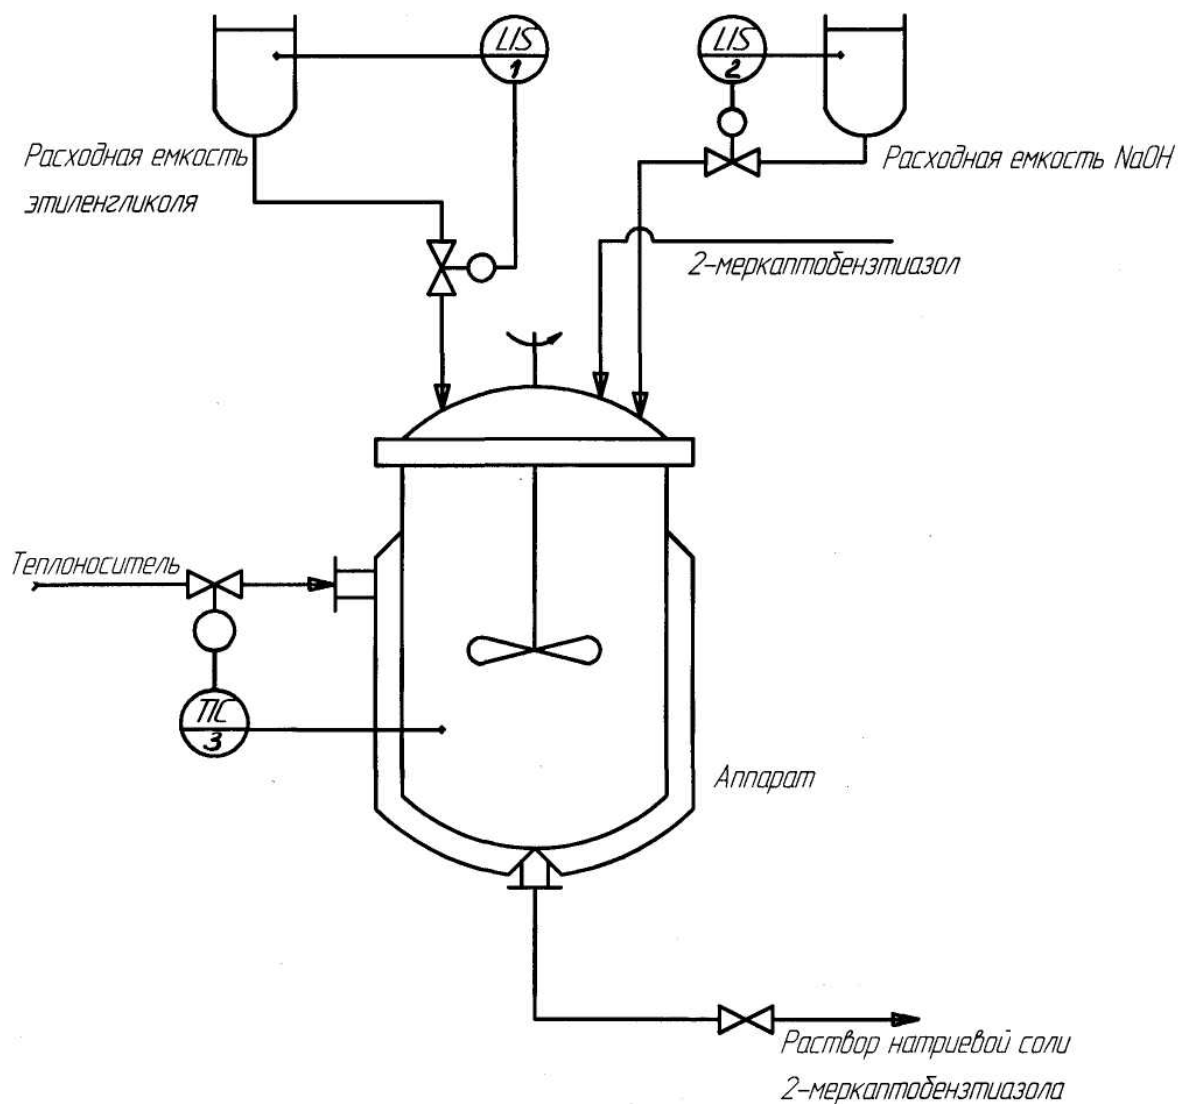 LIS
1
LIS
2
Расходная емкость
этиленгликоля
Расходная емкость NaOH
2-меркаптобензтиазол
Теплоноситель
TIC
3
Аппарат
Раствор натриевой соли
2-меркаптобензтиазола